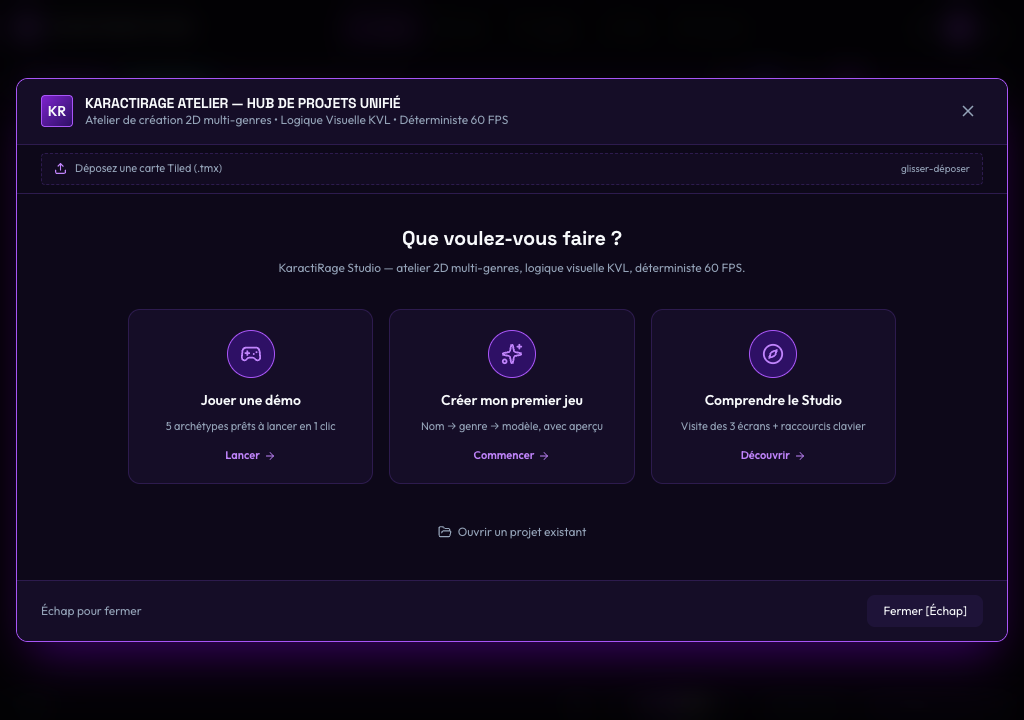 KR
KARACTIRAGE ATELIER — HUB DE PROJETS UNIFIÉ
Atelier de création 2D multi-genres • Logique Visuelle KVL • Déterministe 60 FPS
Déposez une carte Tiled (.tmx)
glisser-déposer
Que voulez-vous faire ?
KaractiRage Studio — atelier 2D multi-genres, logique visuelle KVL, déterministe 60 FPS.
Jouer une démo
5 archétypes prêts à lancer en 1 clic
Lancer →
Créer mon premier jeu
Nom → genre → modèle, avec aperçu
Commencer →
Comprendre le Studio
Visite des 3 écrans + raccourcis clavier
Découvrir →
Ouvrir un projet existant
Échap pour fermer
Fermer [Échap]